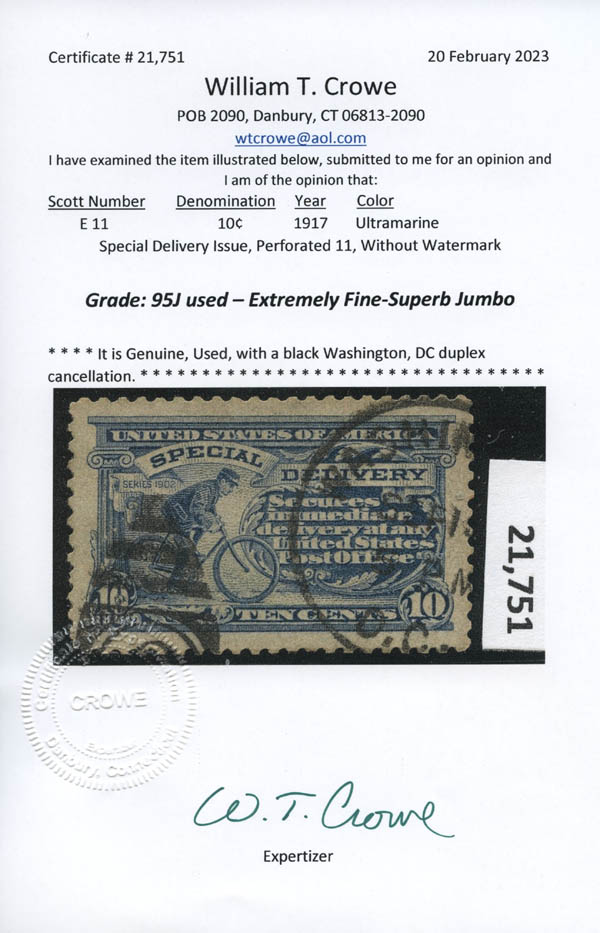 Certificate # 21,751 20 February 2023
William T. Crowe
POB 2090, Danbury, CT 06813-2090
wtcrowe@aol.com
I have examined the item illustrated below, submitted to me for an opinion and
I am of the opinion that:
Scott Number Denomination Year Color
E 11 10¢ 1917 Ultramarine
Special Delivery Issue, Perforated 11, Without Watermark
Grade: 95J used – Extremely Fine-Superb Jumbo
* * * * It is Genuine, Used, with a black Washington, DC duplex
cancellation. * * * * * * * * * * * * * * * * * * * * * * * * * * * * * * * * *
UNITED STATES OF AMERICA
SPECIAL
DELIVERY
SERIES 1902
Secures
immediate
delivery at any
United States
Post Office
10 TEN CENTS 10
21,751
CROWE
Danbury, Connecticut
W. T. Crowe
Expertizer